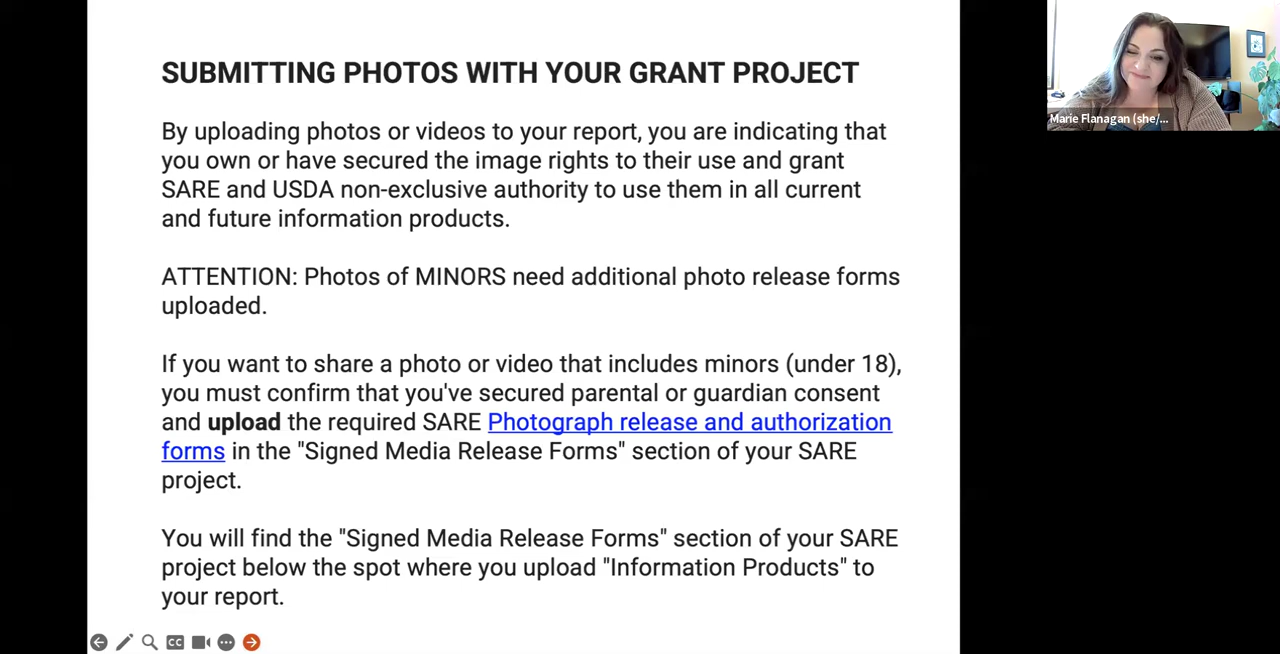 SUBMITTING PHOTOS WITH YOUR GRANT PROJECT
By uploading photos or videos to your report, you are indicating that
you own or have secured the image rights to their use and grant
SARE and USDA non-exclusive authority to use them in all current
and future information products.
ATTENTION: Photos of MINORS need additional photo release forms
uploaded.
If you want to share a photo or video that includes minors (under 18),
you must confirm that you've secured parental or guardian consent
and upload the required SARE Photograph release and authorization
forms in the "Signed Media Release Forms" section of your SARE
project.
You will find the "Signed Media Release Forms" section of your SARE
project below the spot where you upload "Information Products" to
your report.
CC
Marie Flanagan (she/...